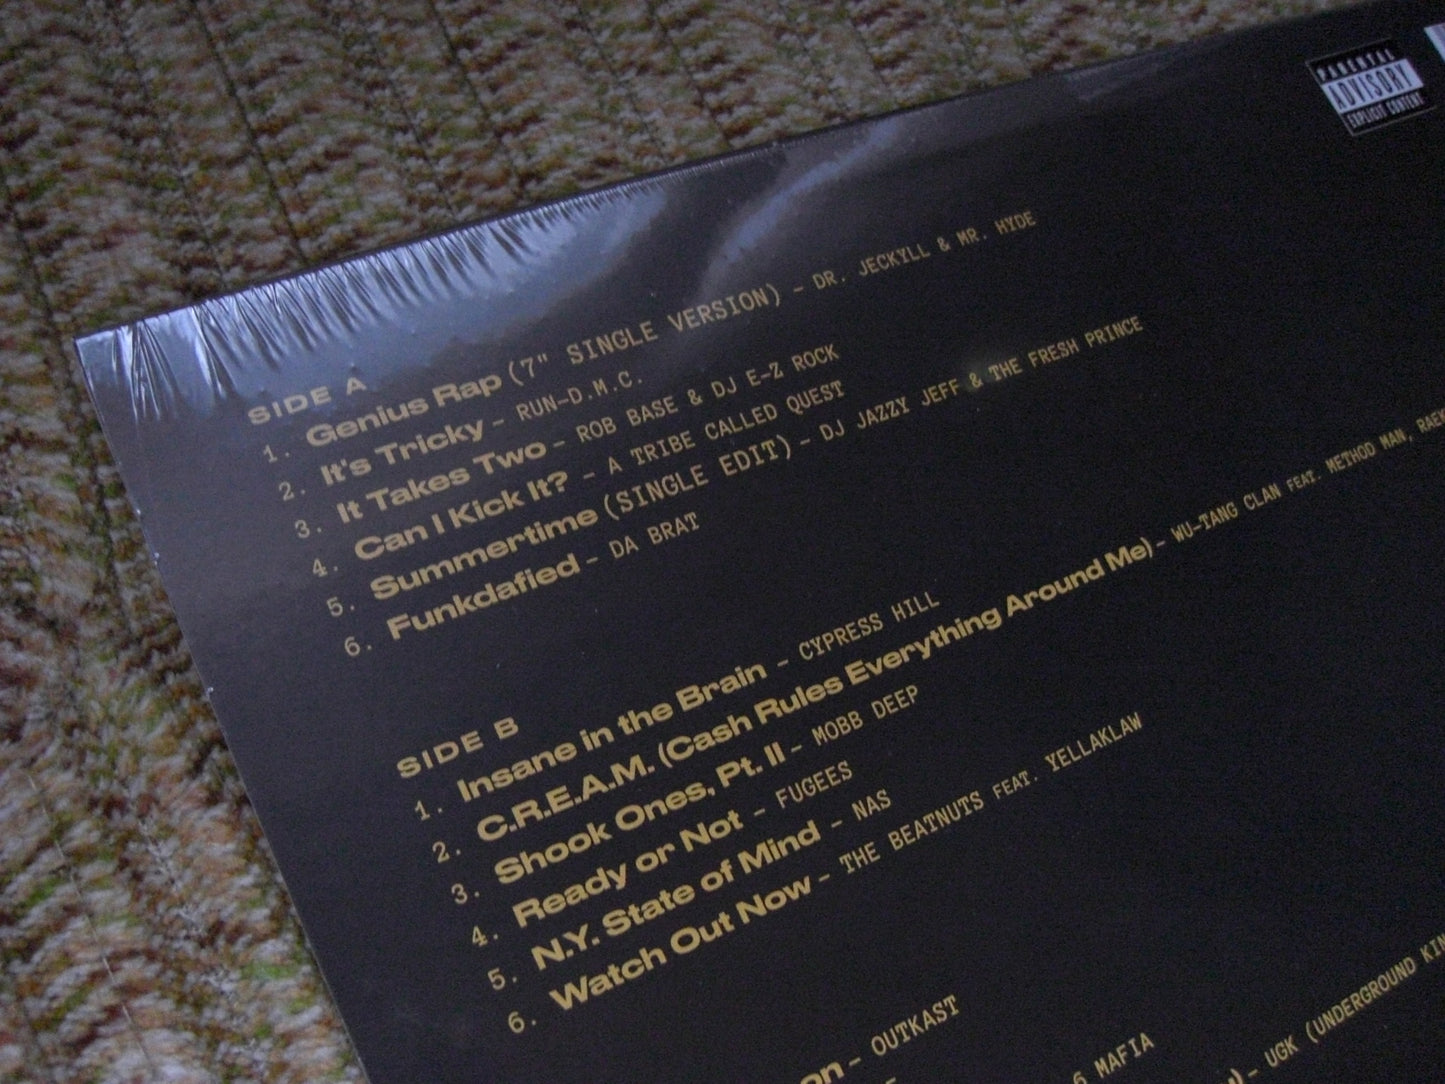 PARENTAL
ADVISORY
EXPLICIT CONTENT
SIDE A
1. Genius Rap (7" SINGLE VERSION) – DR. JECKYLL & MR. HYDE
2. It's Tricky – RUN–D.M.C.
3. It Takes Two – ROB BASE & DJ E–Z ROCK
4. Can I Kick It? – A TRIBE CALLED QUEST
5. Summertime (SINGLE EDIT) – DJ JAZZY JEFF & THE FRESH PRINCE
6. Funkdafied – DA BRAT
SIDE B
1. Insane in the Brain – CYPRESS HILL
2. C.R.E.A.M. (Cash Rules Everything Around Me) – WU–TANG CLAN FEAT. METHOD MAN,
3. Shook Ones, Pt. II – MOBB DEEP
4. Ready or Not – FUGEES
5. N.Y. State of Mind – NAS
6. Watch Out Now – THE BEATNUTS FEAT. YELLAKLAW
– OUTKAST
6 MAFIA
– UGK (UNDERGROUND